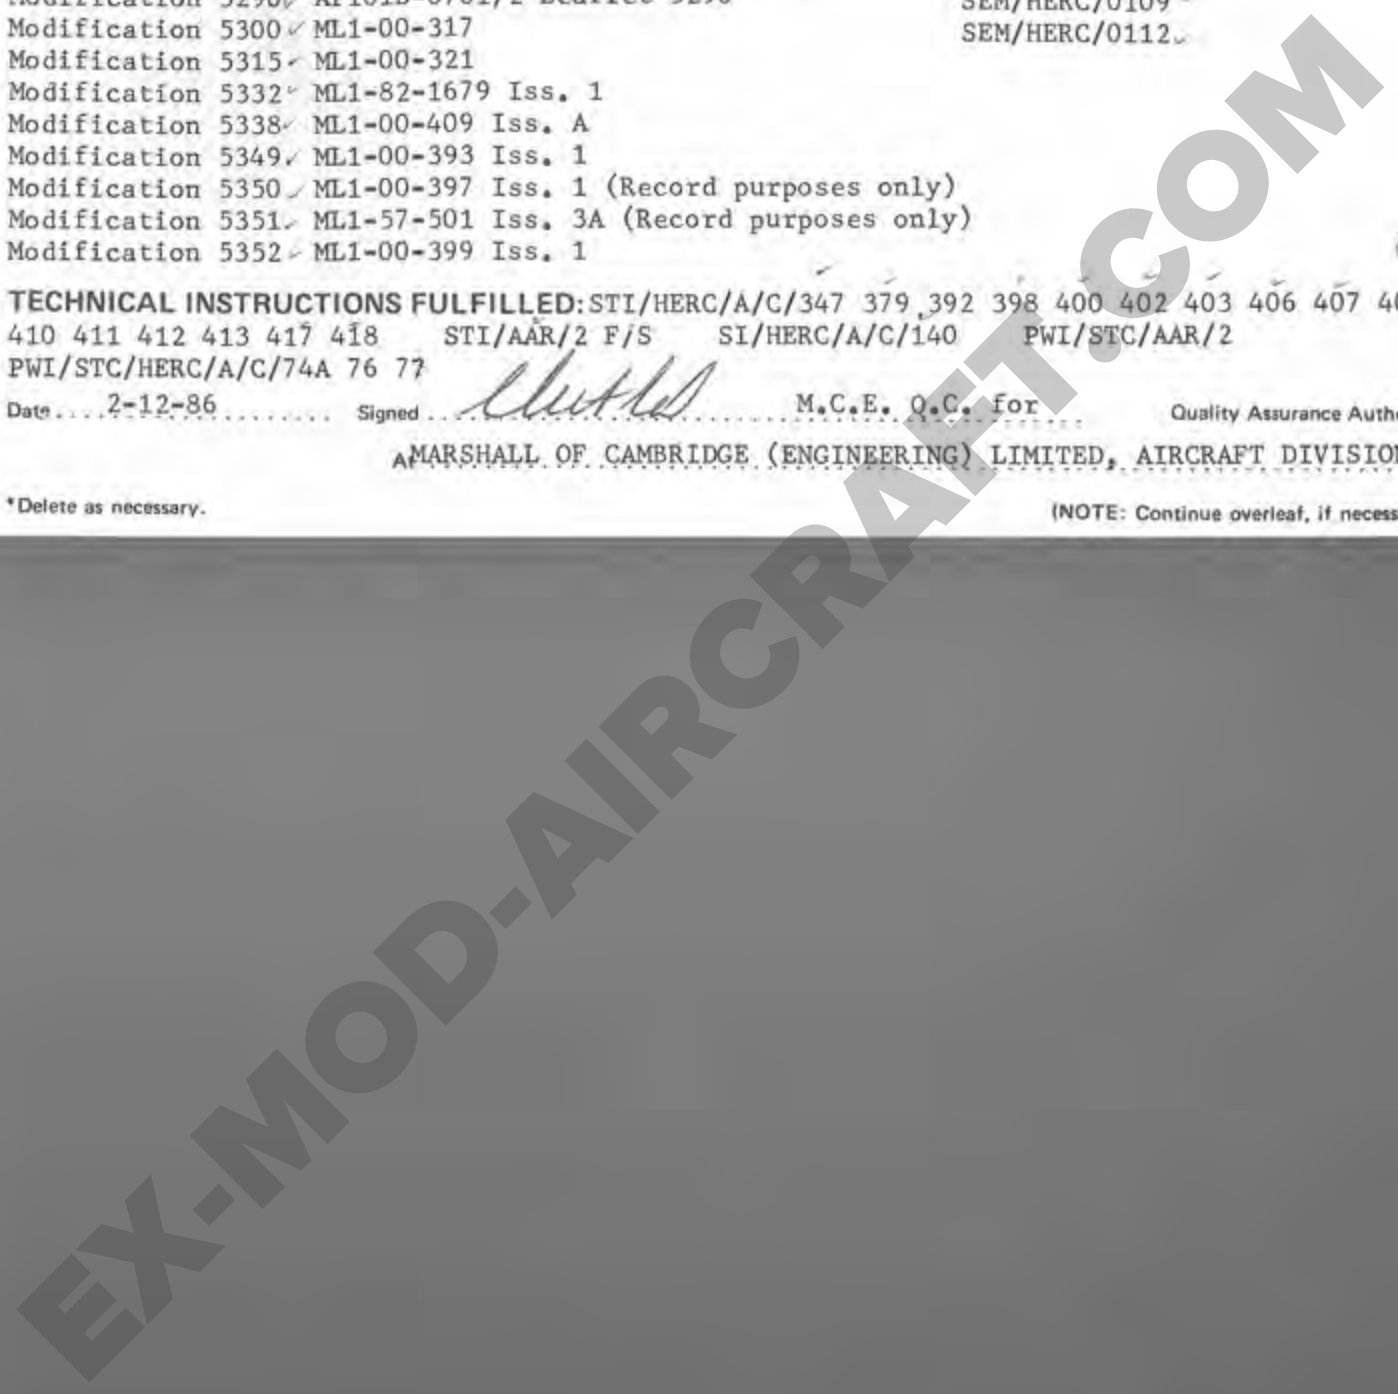 SEM/HERC/0109
Modification 5300 ML1-00-317
SEM/HERC/0112
Modification 5315 ML1-00-321
Modification 5332 ML1-82-1679 Iss. 1
Modification 5338 ML1-00-409 Iss. A
Modification 5349 ML1-00-393 Iss. 1
Modification 5350 ML1-00-397 Iss. 1 (Record purposes only)
Modification 5351 ML1-57-501 Iss. 3A (Record purposes only)
Modification 5352 ML1-00-399 Iss. 1
TECHNICAL INSTRUCTIONS FULFILLED: STI/HERC/A/C/347 379 392 398 400 402 403 406 407
410 411 412 413 417 418 STI/AAR/2 F/S SI/HERC/A/C/140 PWI/STC/AAR/2
PWI/STC/HERC/A/C/74A 76 77
Date....2-12-86......... Signed............M.C.E. Q.C. for.... Quality Assurance
MARSHALL OF CAMBRIDGE (ENGINEERING) LIMITED, AIRCRAFT
*Delete as necessary.
(NOTE: Continue overleaf, if
EX-MOD-AIRCRAFT.COM